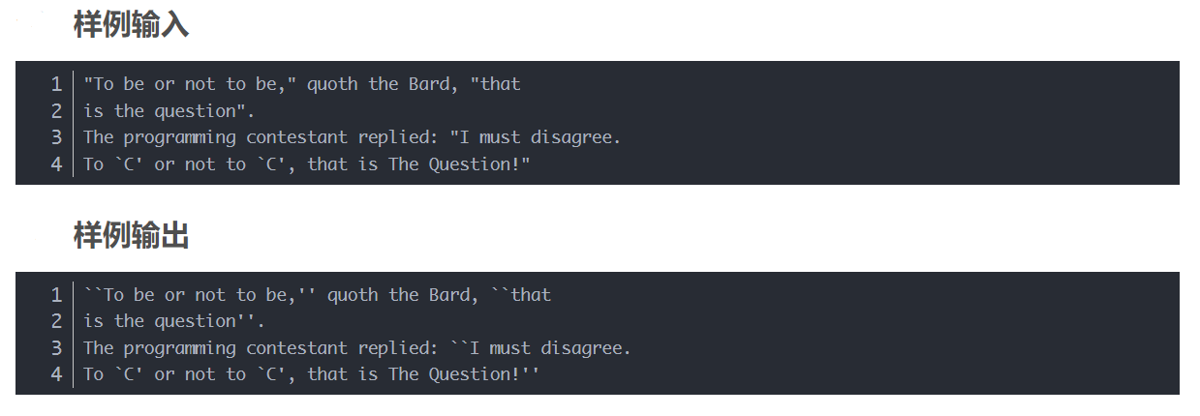 样例输入
1 "To be or not to be," quoth the Bard, "that
2 is the question".
3 The programming contestant replied: "I must disagree.
4 To `C' or not to `C', that is The Question!"
样例输出
1 ``To be or not to be,'' quoth the Bard, ``that
2 is the question''.
3 The programming contestant replied: ``I must disagree.
4 To `C' or not to `C', that is The Question!''